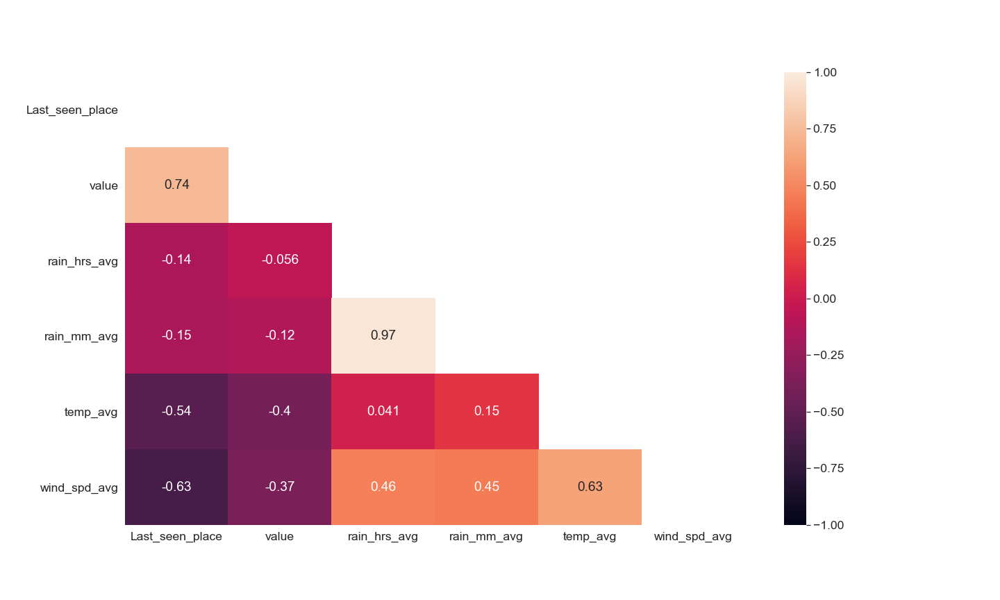 1.00
Last_seen_place
0.75
value 0.74
0.50
rain_hrs_avg -0.14 -0.056
0.25
0.00
rain_mm_avg -0.15 -0.12 0.97
−0.25
temp_avg -0.54 -0.4 0.041 0.15
−0.50
−0.75
wind_spd_avg -0.63 -0.37 0.46 0.45 0.63
−1.00
Last_seen_place value rain_hrs_avg rain_mm_avg temp_avg wind_spd_avg